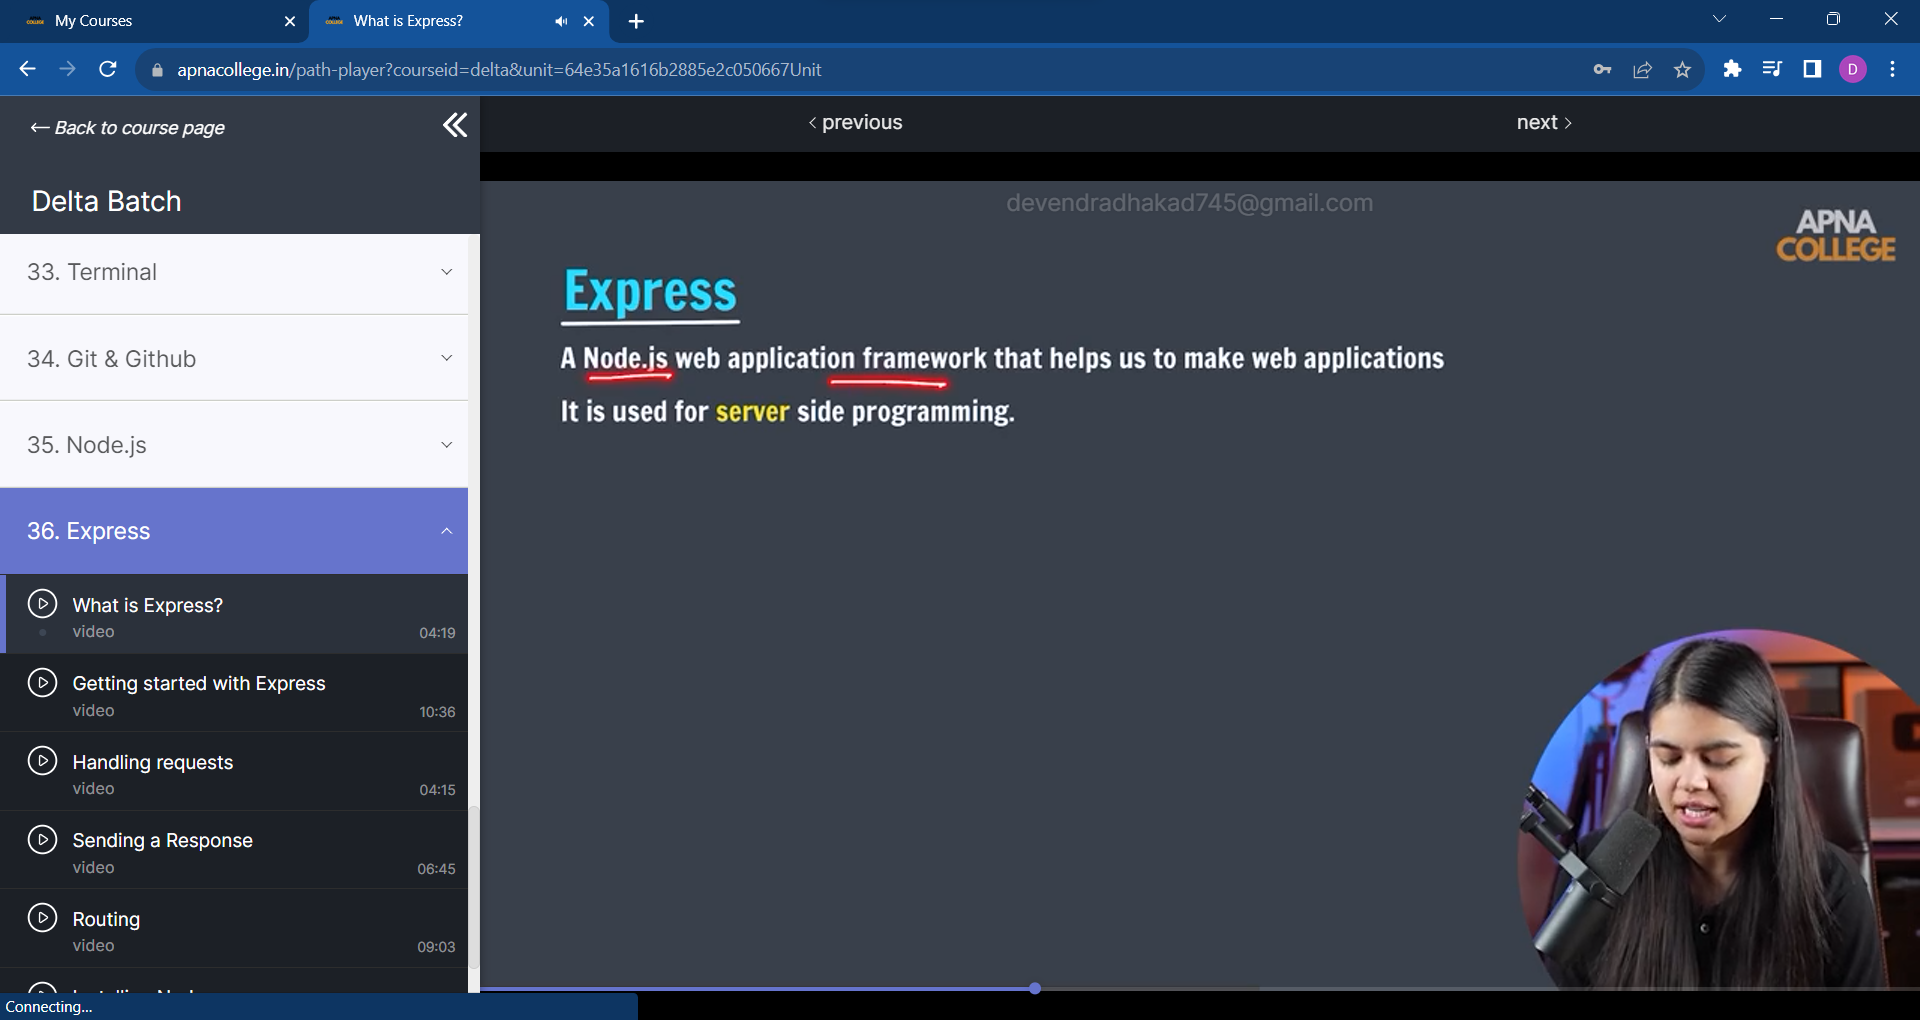 My Courses
What is Express?
apnacollege.in/path-player?courseid=delta&unit=64e35a1616b2885e2c050667Unit
D
← Back to course page
‹ previous
next ›
Delta Batch
devendradhakad745@gmail.com
APNA
COLLEGE
33. Terminal
34. Git & Github
35. Node.js
36. Express
What is Express?
video 04:19
Getting started with Express
video 10:36
Handling requests
video 04:15
Sending a Response
video 06:45
Routing
video 09:03
Express
A Node.js web application framework that helps us to make web applications
It is used for server side programming.
Connecting...